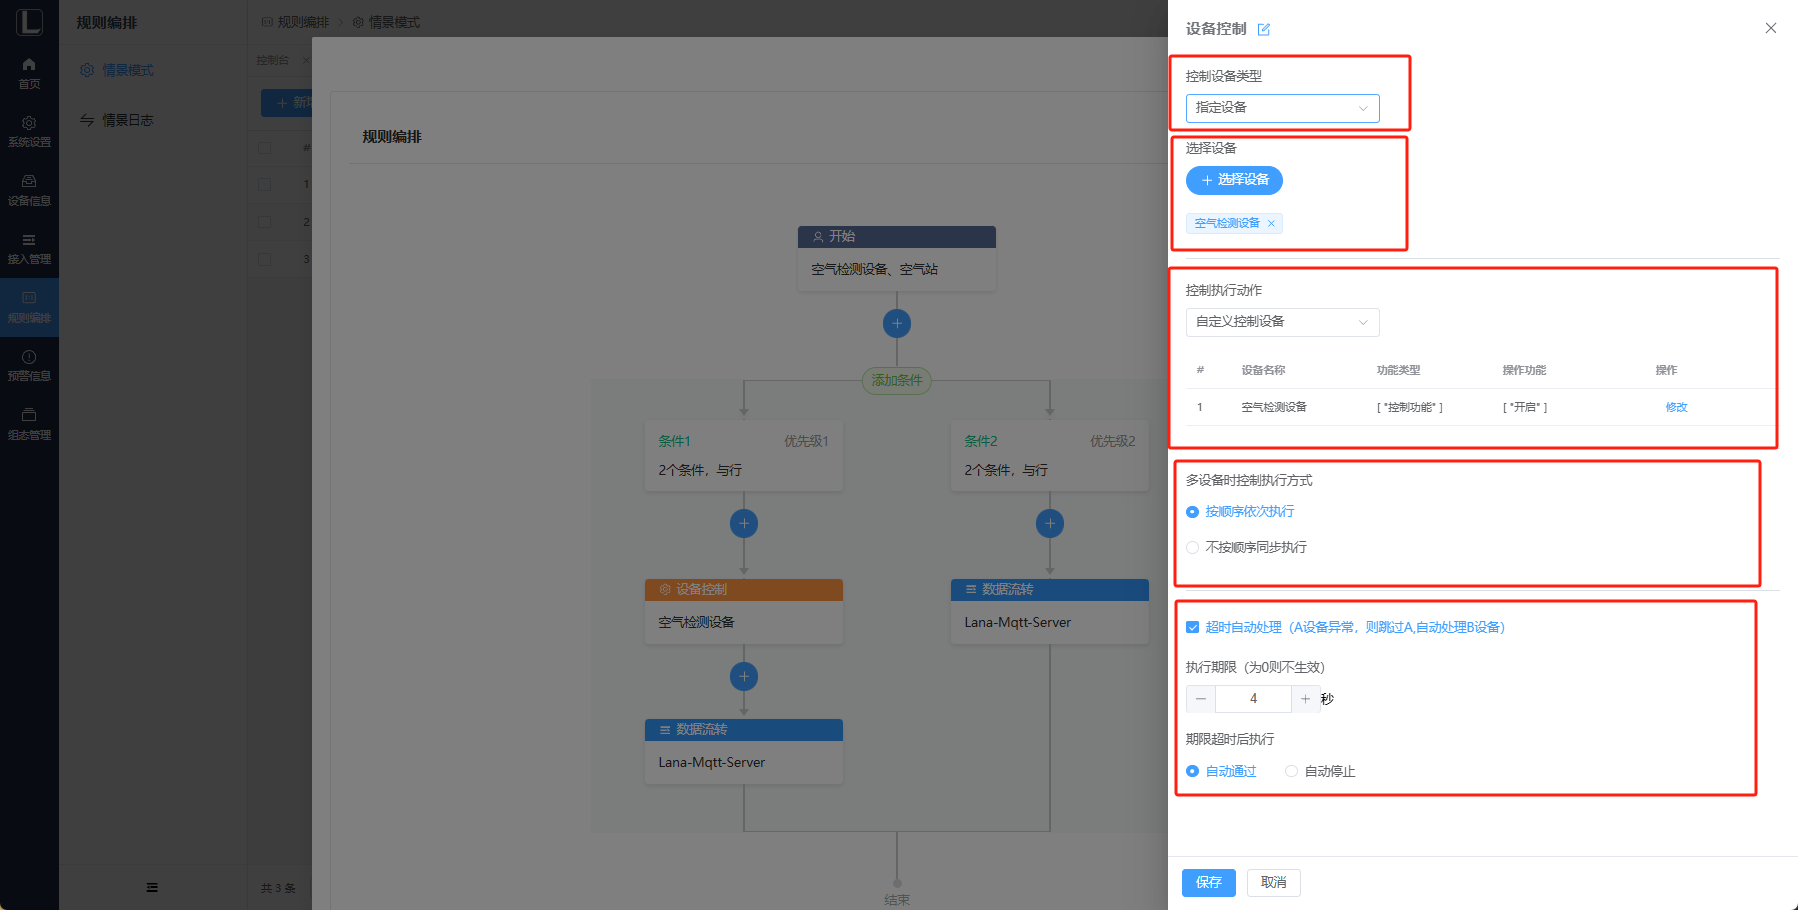 规则编排
首页
系统设置
设备信息
接入管理
规则编排
预警信息
组态管理
情景模式
情景日志
规则编排 > 情景模式
控制台 ×
+ 新增
#
1
2
3
共 3 条
规则编排
开始
空气检测设备、空气站
添加条件
条件1 优先级1
2个条件，与行
条件2 优先级2
2个条件，与行
设备控制
空气检测设备
数据流转
Lana-Mqtt-Server
数据流转
Lana-Mqtt-Server
结束
设备控制
控制设备类型
指定设备
选择设备
+ 选择设备
空气检测设备 ×
控制执行动作
自定义控制设备
# 设备名称 功能类型 操作功能 操作
1 空气检测设备 [ "控制功能" ] [ "开启" ] 修改
多设备时控制执行方式
按顺序依次执行
不按顺序同步执行
超时自动处理（A设备异常，则跳过A,自动处理B设备）
执行期限（为0则不生效）
− 4 + 秒
期限超时后执行
自动通过 自动停止
保存 取消